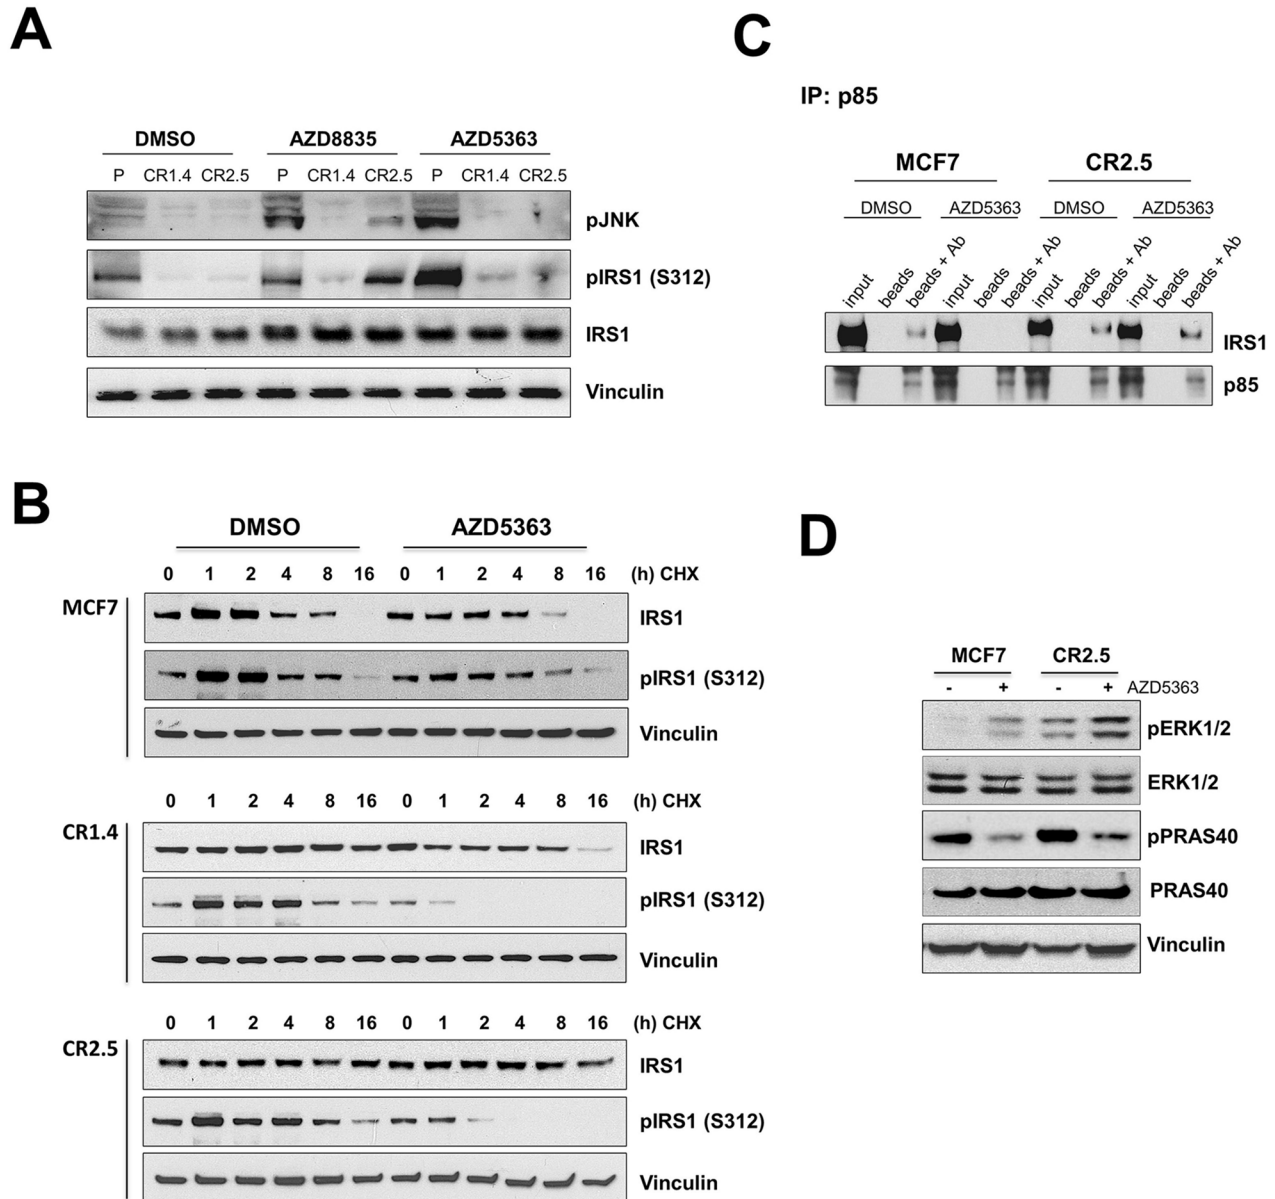 A
DMSO AZD8835 AZD5363
P CR1.4 CR2.5 P CR1.4 CR2.5 P CR1.4 CR2.5
pJNK
pIRS1 (S312)
IRS1
Vinculin
B
DMSO AZD5363
0 1 2 4 8 16 0 1 2 4 8 16 (h) CHX
MCF7
IRS1
pIRS1 (S312)
Vinculin
0 1 2 4 8 16 0 1 2 4 8 16 (h) CHX
CR1.4
IRS1
pIRS1 (S312)
Vinculin
0 1 2 4 8 16 0 1 2 4 8 16 (h) CHX
CR2.5
IRS1
pIRS1 (S312)
Vinculin
C
IP: p85
MCF7 CR2.5
DMSO AZD5363 DMSO AZD5363
input beads beads + Ab input beads beads + Ab input beads beads + Ab input beads beads + Ab
IRS1
p85
D
MCF7 CR2.5
- + - + AZD5363
pERK1/2
ERK1/2
pPRAS40
PRAS40
Vinculin